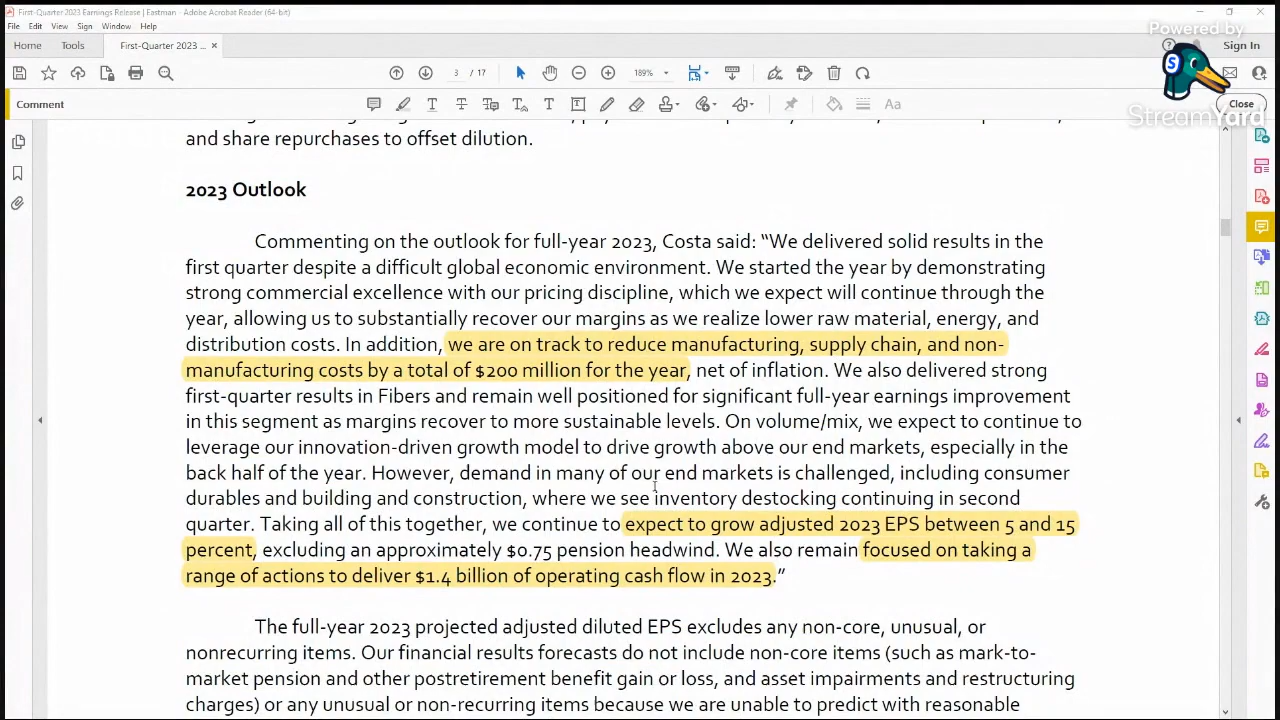 First-Quarter 2023 Earnings Release | Eastman - Adobe Acrobat Reader (64-bit)
File Edit View Sign Window Help
Powered by
Home Tools First-Quarter 2023 ... × Sign In
3 17 189%
StreamYard
Comment Aa Close
and share repurchases to offset dilution.
2023 Outlook
Commenting on the outlook for full-year 2023, Costa said: “We delivered solid results in the
first quarter despite a difficult global economic environment. We started the year by demonstrating
strong commercial excellence with our pricing discipline, which we expect will continue through the
year, allowing us to substantially recover our margins as we realize lower raw material, energy, and
distribution costs. In addition, we are on track to reduce manufacturing, supply chain, and non-
manufacturing costs by a total of $200 million for the year, net of inflation. We also delivered strong
first-quarter results in Fibers and remain well positioned for significant full-year earnings improvement
in this segment as margins recover to more sustainable levels. On volume/mix, we expect to continue to
leverage our innovation-driven growth model to drive growth above our end markets, especially in the
back half of the year. However, demand in many of our end markets is challenged, including consumer
durables and building and construction, where we see inventory destocking continuing in second
quarter. Taking all of this together, we continue to expect to grow adjusted 2023 EPS between 5 and 15
percent, excluding an approximately $0.75 pension headwind. We also remain focused on taking a
range of actions to deliver $1.4 billion of operating cash flow in 2023.”
The full-year 2023 projected adjusted diluted EPS excludes any non-core, unusual, or
nonrecurring items. Our financial results forecasts do not include non-core items (such as mark-to-
market pension and other postretirement benefit gain or loss, and asset impairments and restructuring
charges) or any unusual or non-recurring items because we are unable to predict with reasonable